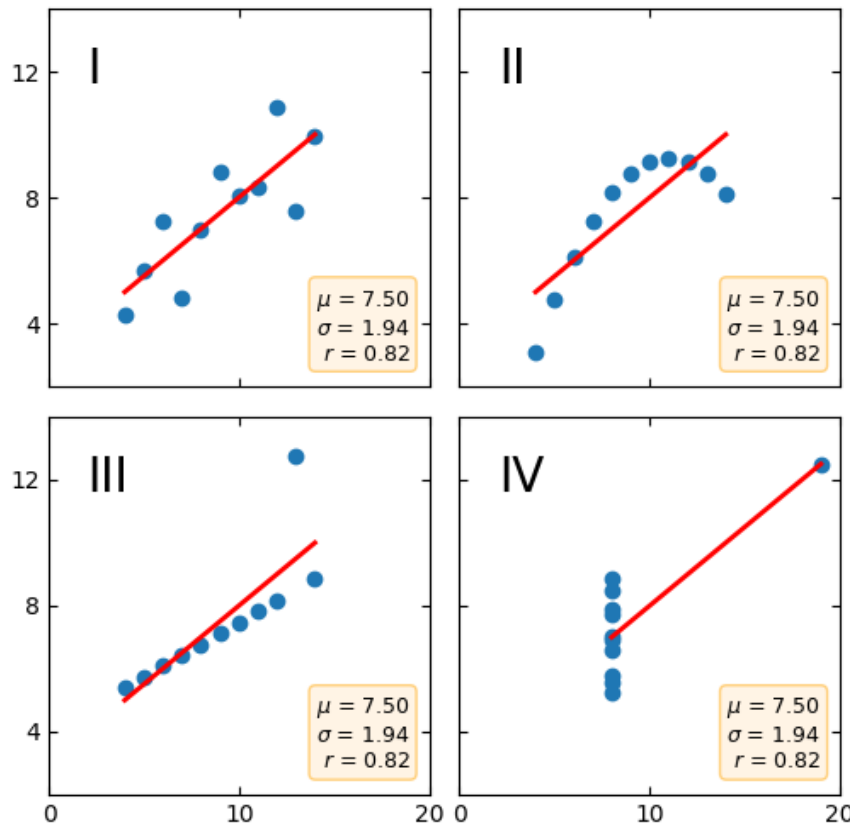 I
12
8
4
μ = 7.50
σ = 1.94
r = 0.82
II
μ = 7.50
σ = 1.94
r = 0.82
III
12
8
4
μ = 7.50
σ = 1.94
r = 0.82
0
10
20
IV
μ = 7.50
σ = 1.94
r = 0.82
0
10
20